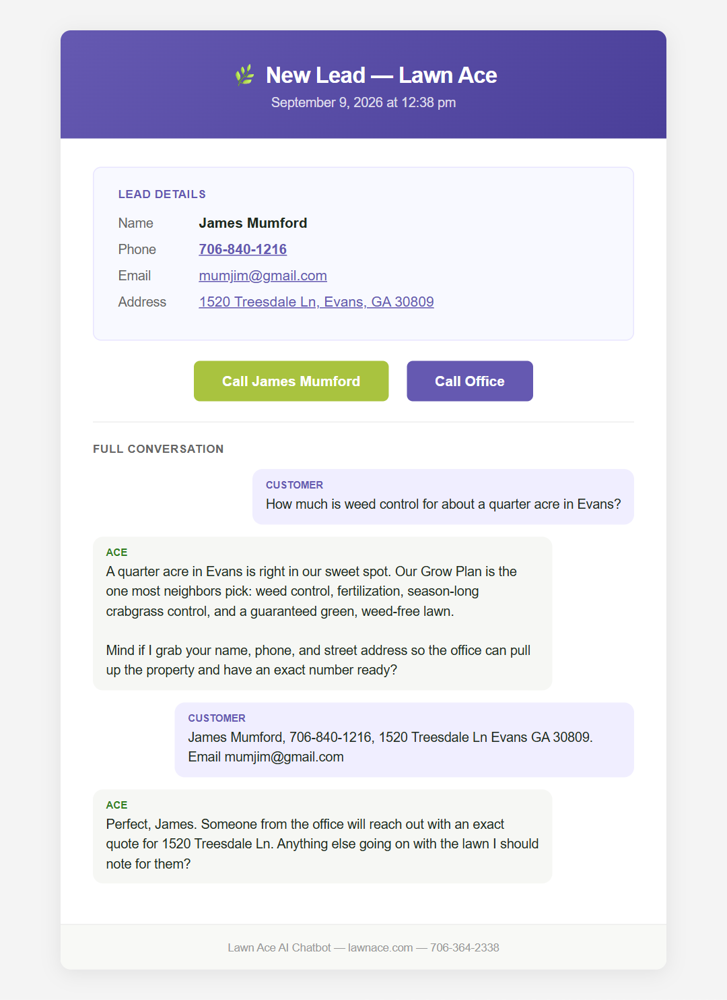 New Lead — Lawn Ace
September 9, 2026 at 12:38 pm
LEAD DETAILS
Name James Mumford
Phone 706-840-1216
Email mumjim@gmail.com
Address 1520 Treesdale Ln, Evans, GA 30809
Call James Mumford Call Office
FULL CONVERSATION
CUSTOMER
How much is weed control for about a quarter acre in Evans?
ACE
A quarter acre in Evans is right in our sweet spot. Our Grow Plan is the
one most neighbors pick: weed control, fertilization, season-long
crabgrass control, and a guaranteed green, weed-free lawn.
Mind if I grab your name, phone, and street address so the office can pull
up the property and have an exact number ready?
CUSTOMER
James Mumford, 706-840-1216, 1520 Treesdale Ln Evans GA 30809.
Email mumjim@gmail.com
ACE
Perfect, James. Someone from the office will reach out with an exact
quote for 1520 Treesdale Ln. Anything else going on with the lawn I should
note for them?
Lawn Ace AI Chatbot — lawnace.com — 706-364-2338